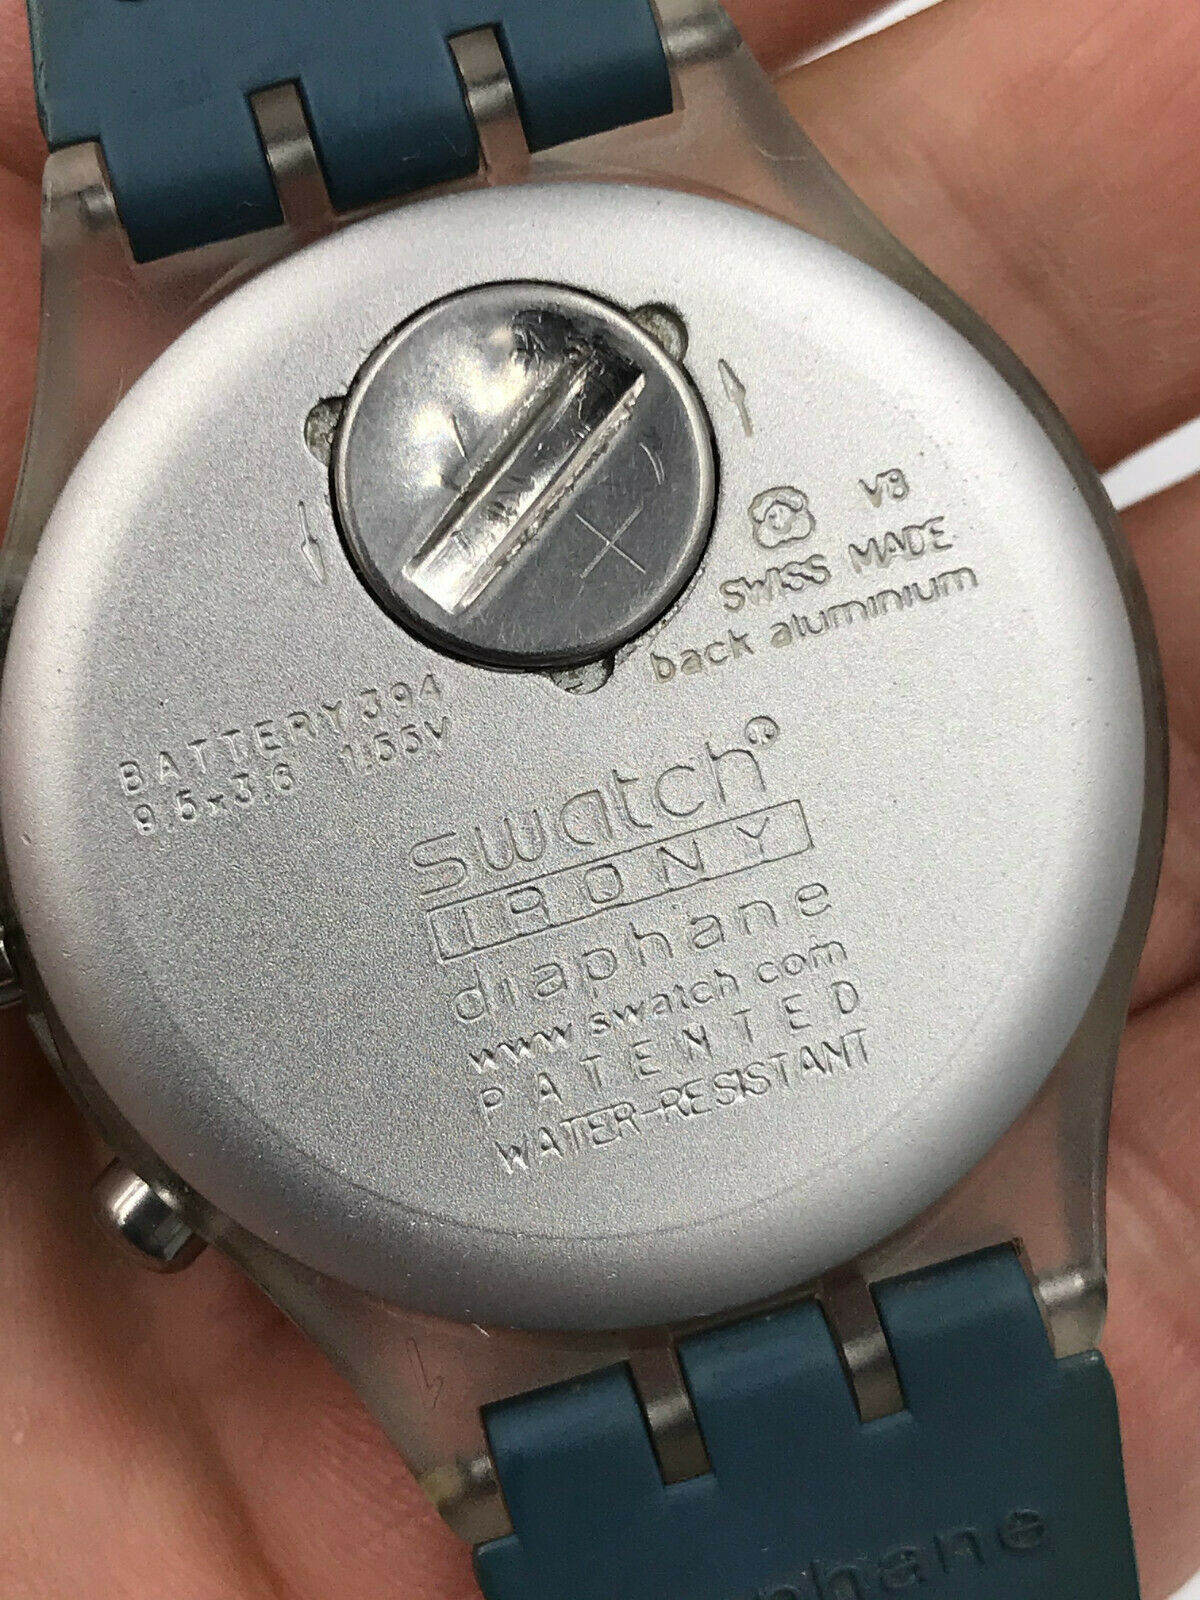 V8
SWISS MADE
back aluminium
BATTERY 394
9.5x3.6 1.55V
swatch®
IRONY
diaphane
www.swatch.com
PATENTED
WATER-RESISTANT
phane